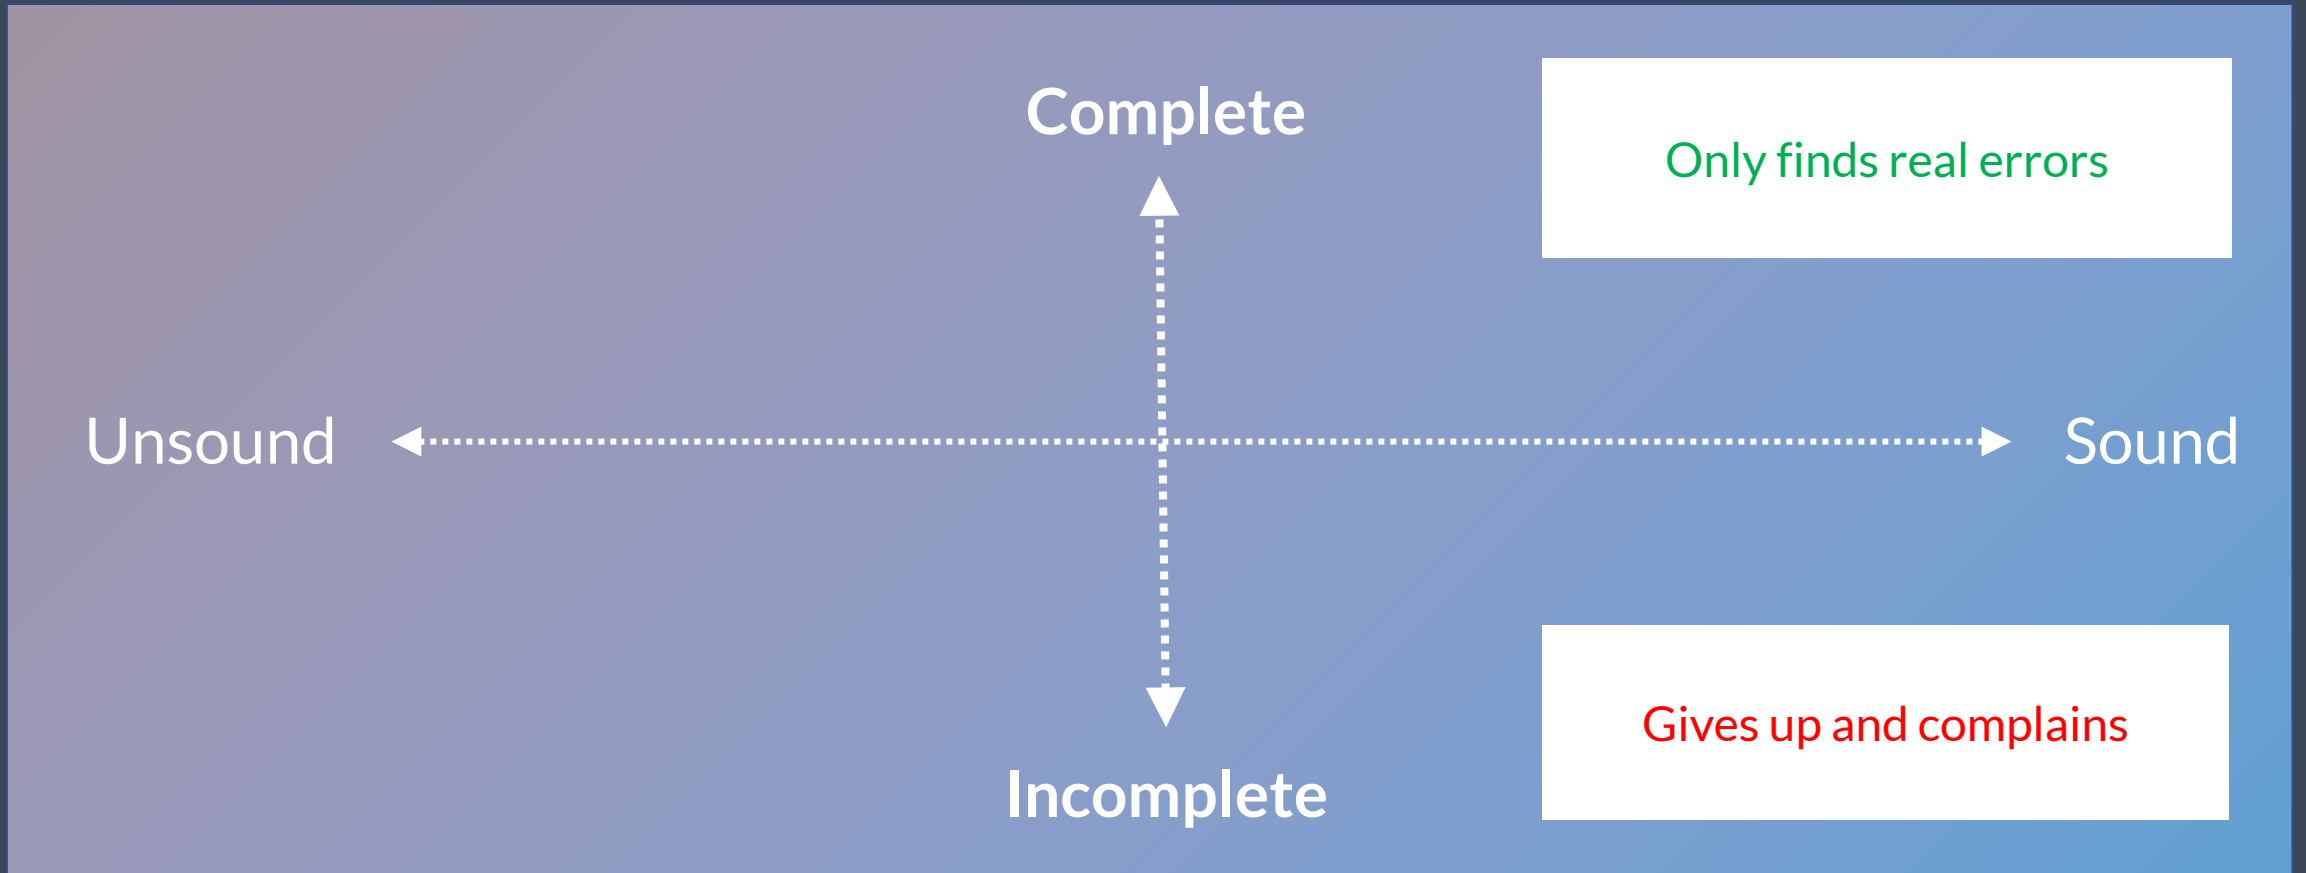 Complete
Only finds real errors
Unsound
Sound
Gives up and complains
Incomplete